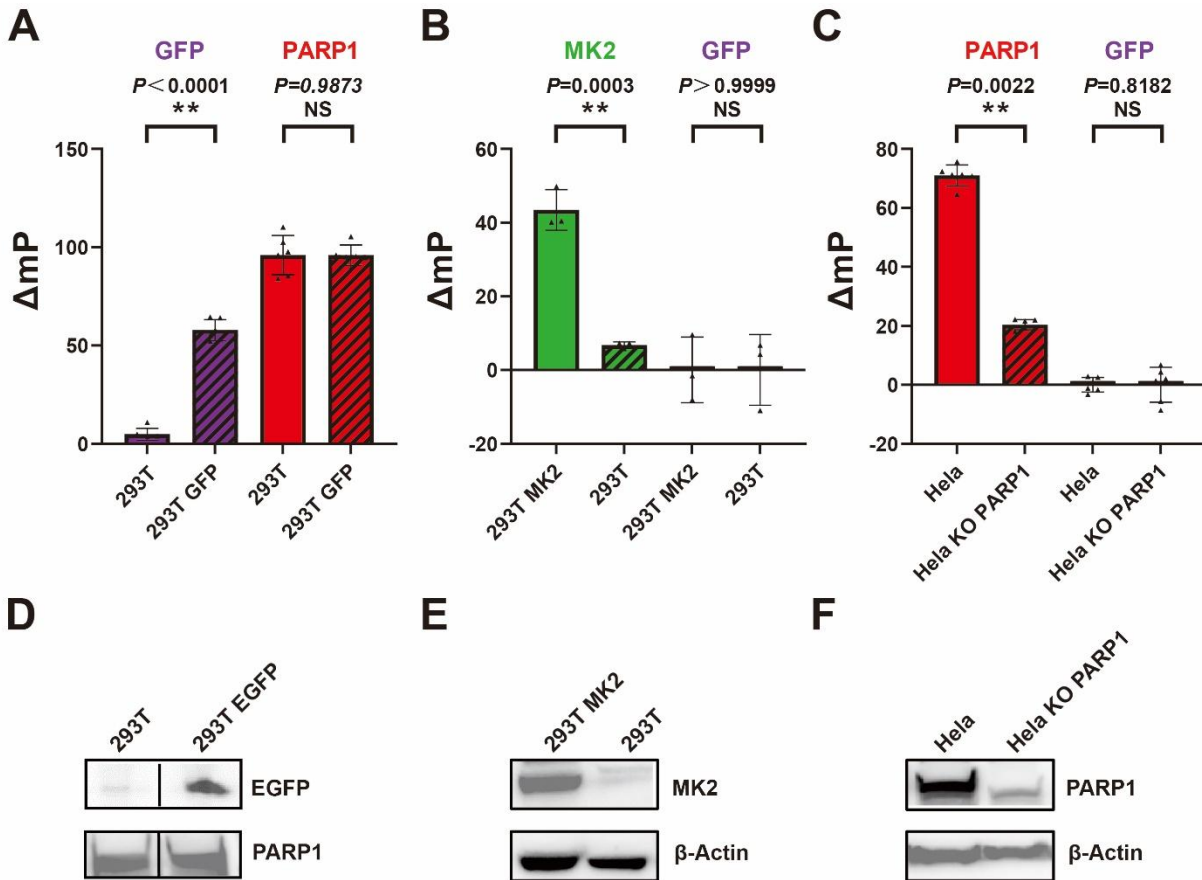 A
GFP PARP1
P＜0.0001 P=0.9873
** NS
150
100
50
0
ΔmP
293T
293T GFP
293T
293T GFP
B
MK2 GFP
P=0.0003 P＞0.9999
** NS
60
40
20
0
-20
ΔmP
293T MK2
293T
293T MK2
293T
C
PARP1 GFP
P=0.0022 P=0.8182
** NS
80
60
40
20
0
-20
ΔmP
Hela
Hela KO PARP1
Hela
Hela KO PARP1
D
293T
293T EGFP
EGFP
PARP1
E
293T MK2
293T
MK2
β-Actin
F
Hela
Hela KO PARP1
PARP1
β-Actin